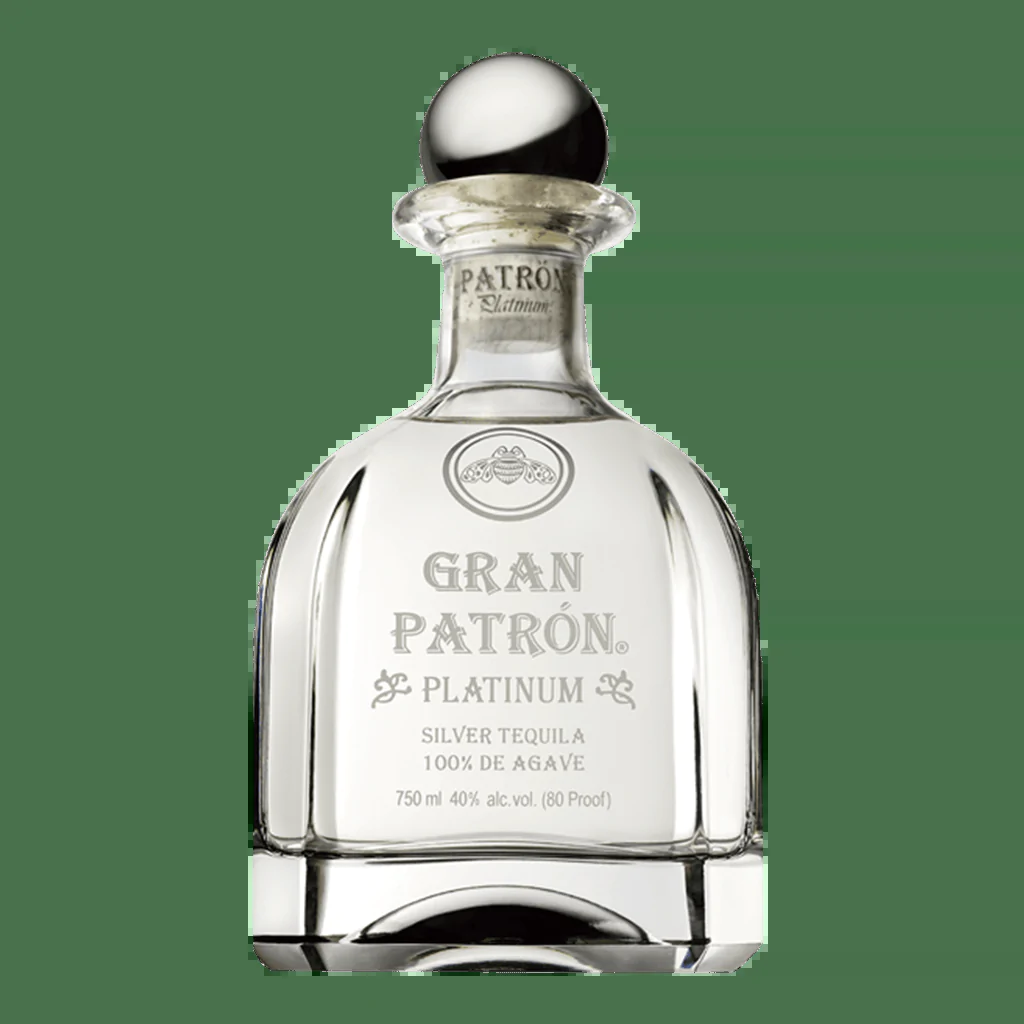 PATRÓN
Platinum
GRAN
PATRÓN®
PLATINUM
SILVER TEQUILA
100% DE AGAVE
750 ml 40% alc.vol. (80 Proof)